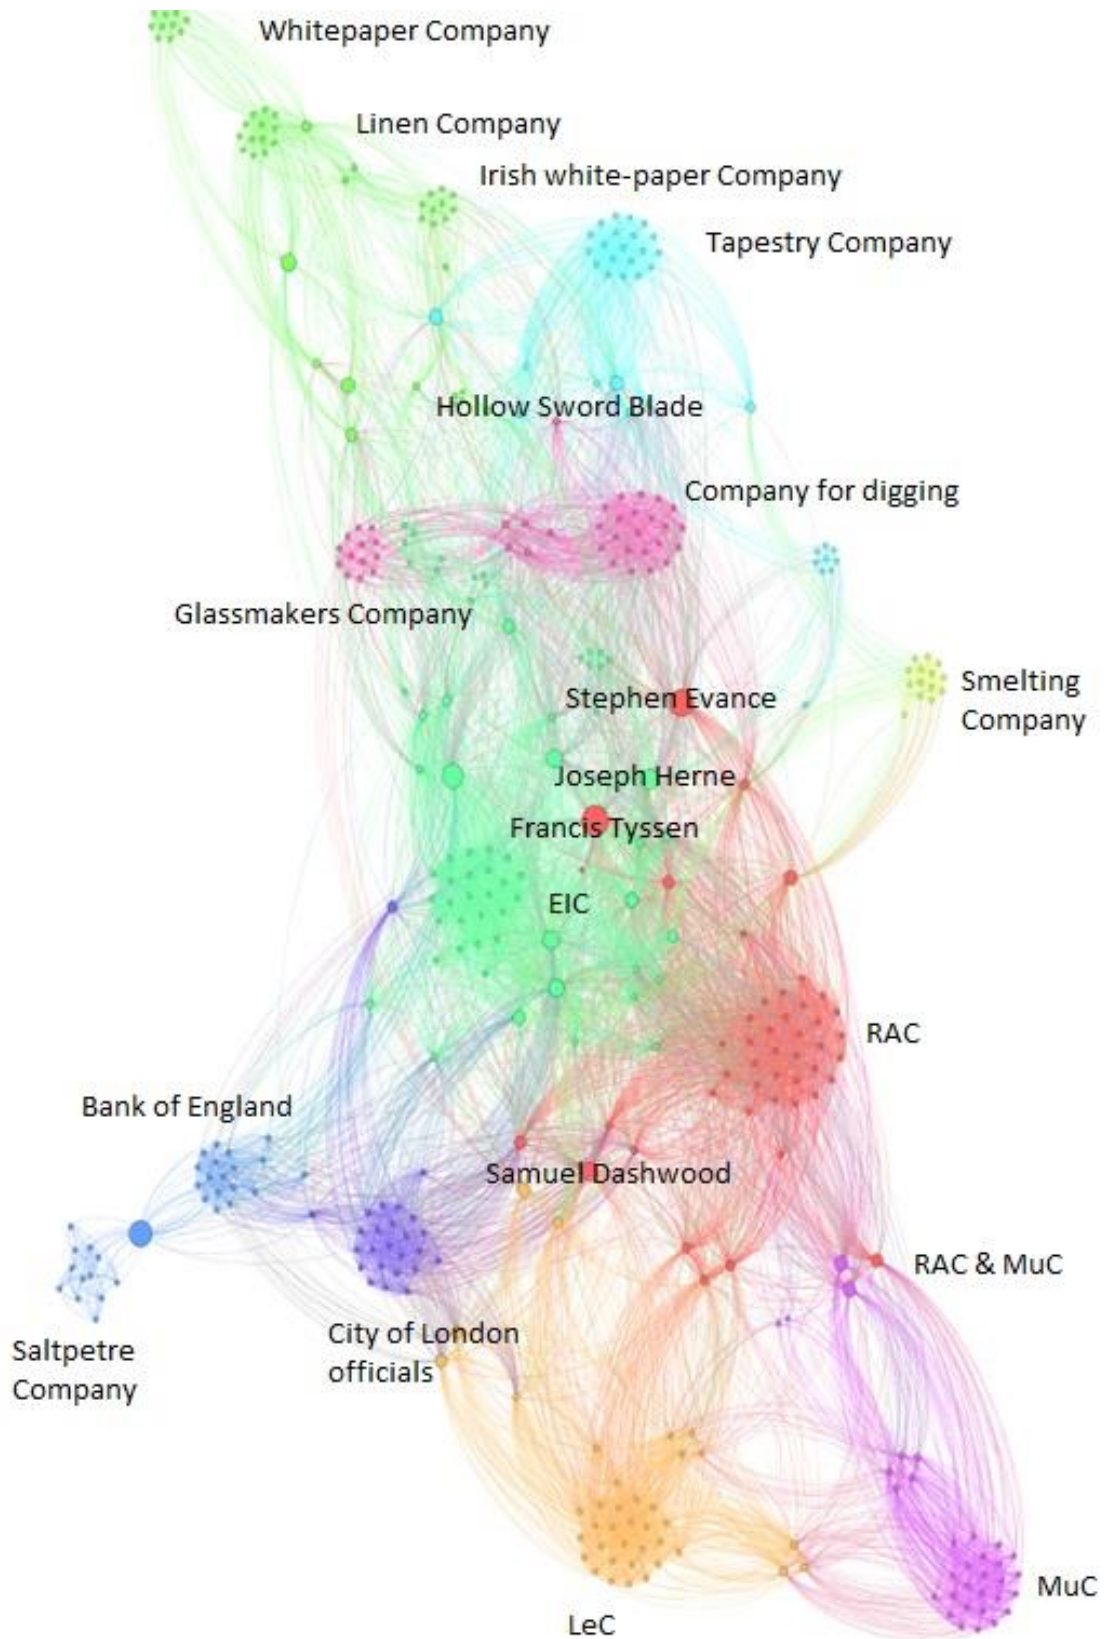 Whitepaper Company
Linen Company
Irish white-paper Company
Tapestry Company
Hollow Sword Blade
Company for digging
Glassmakers Company
Smelting
Company
Stephen Evance
Joseph Herne
Francis Tyssen
EIC
RAC
Bank of England
Samuel Dashwood
RAC & MuC
City of London
officials
Saltpetre
Company
MuC
LeC